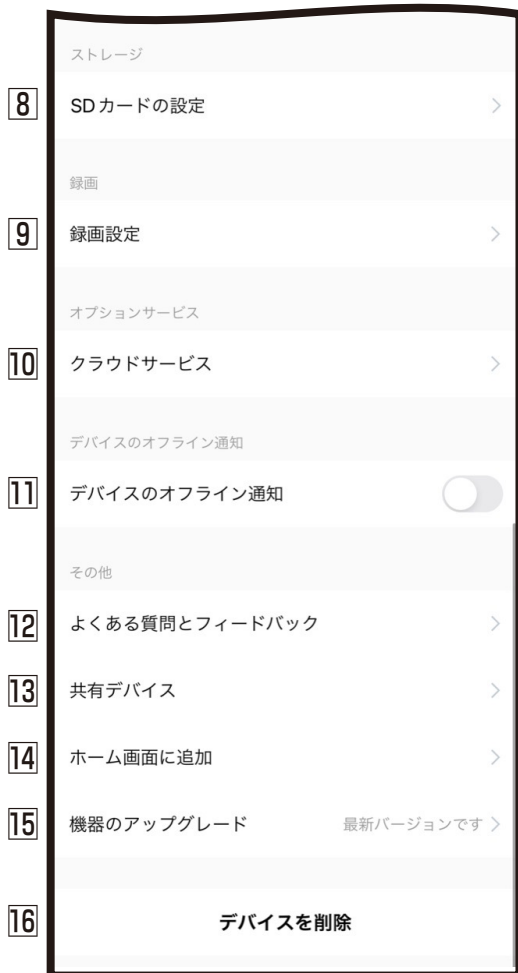 ストレージ
8 SDカードの設定
録画
9 録画設定
オプションサービス
10 クラウドサービス
デバイスのオフライン通知
11 デバイスのオフライン通知
その他
12 よくある質問とフィードバック
13 共有デバイス
14 ホーム画面に追加
15 機器のアップグレード 最新バージョンです
16 デバイスを削除